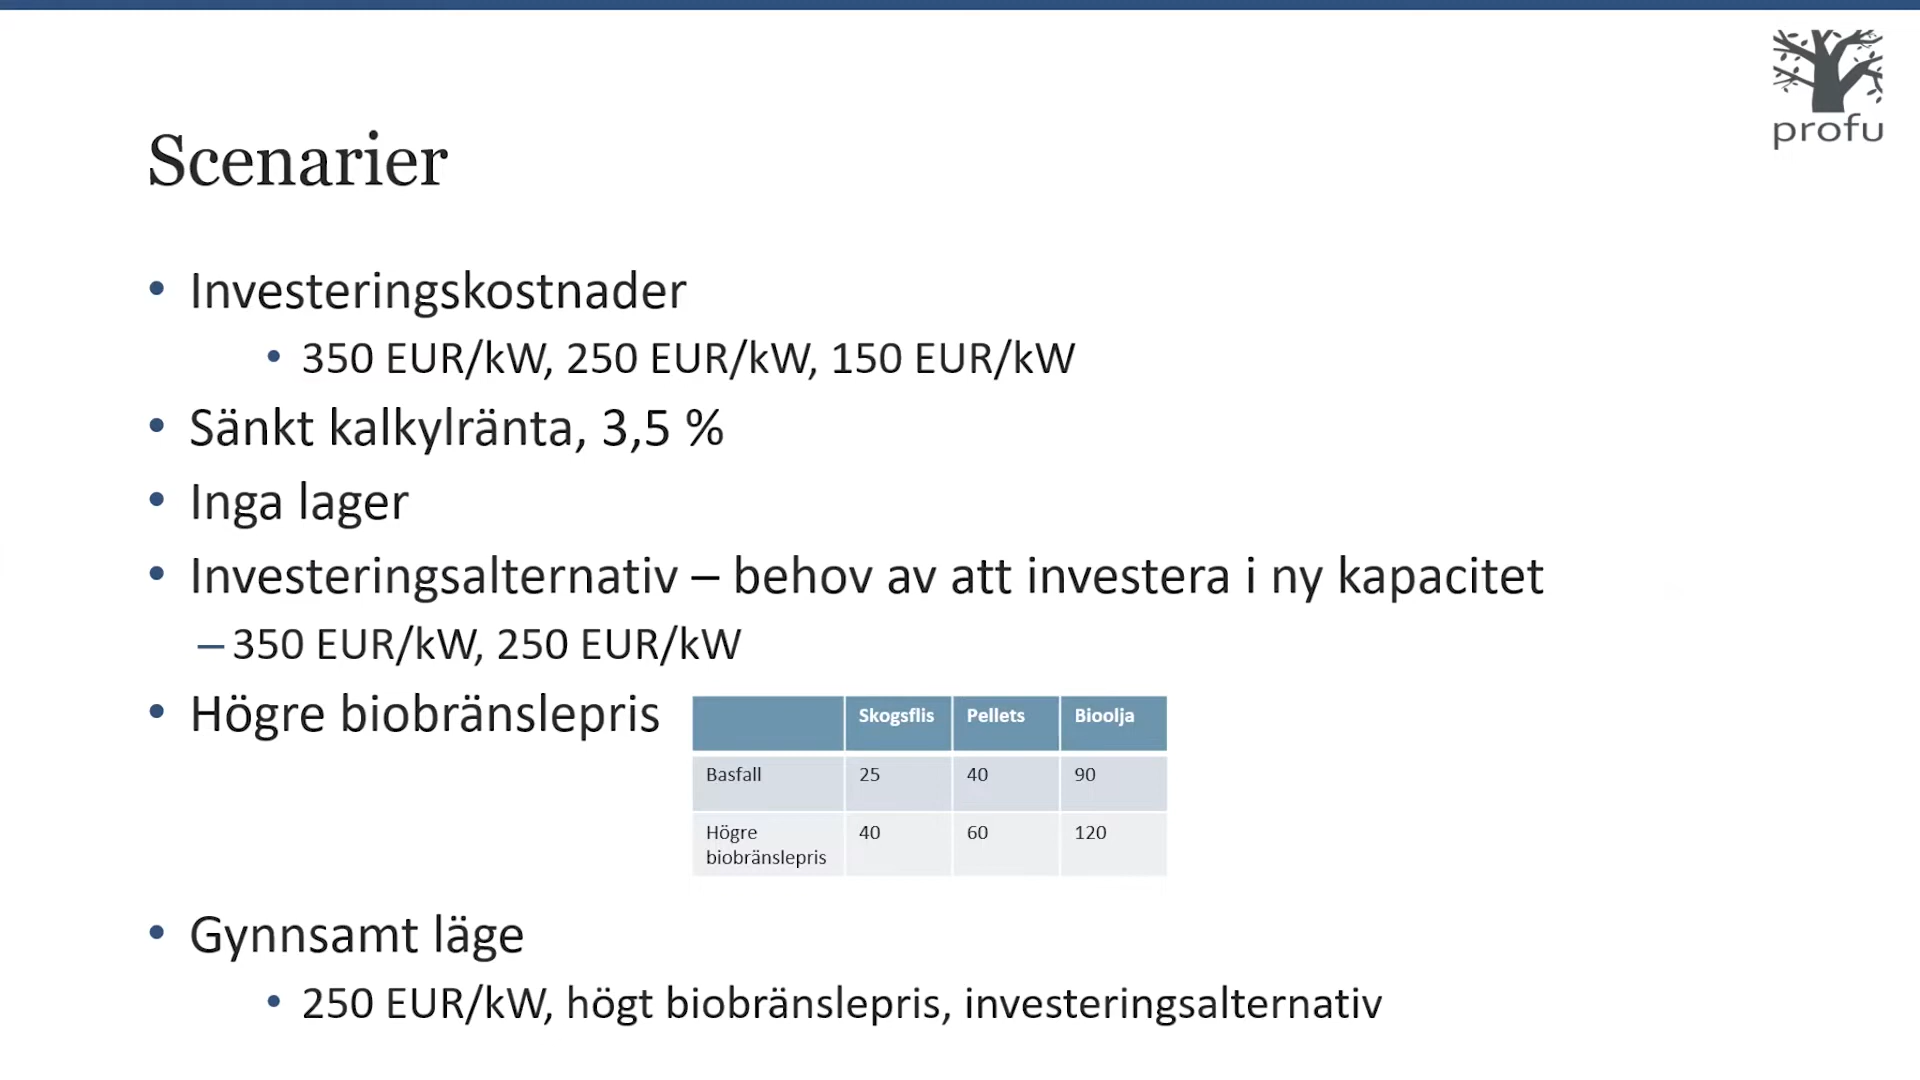 profu
Scenarier
• Investeringskostnader
• 350 EUR/kW, 250 EUR/kW, 150 EUR/kW
• Sänkt kalkylränta, 3,5 %
• Inga lager
• Investeringsalternativ – behov av att investera i ny kapacitet
– 350 EUR/kW, 250 EUR/kW
• Högre biobränslepris
Skogsflis Pellets Bioolja
Basfall 25 40 90
Högre 40 60 120
biobränslepris
• Gynnsamt läge
• 250 EUR/kW, högt biobränslepris, investeringsalternativ